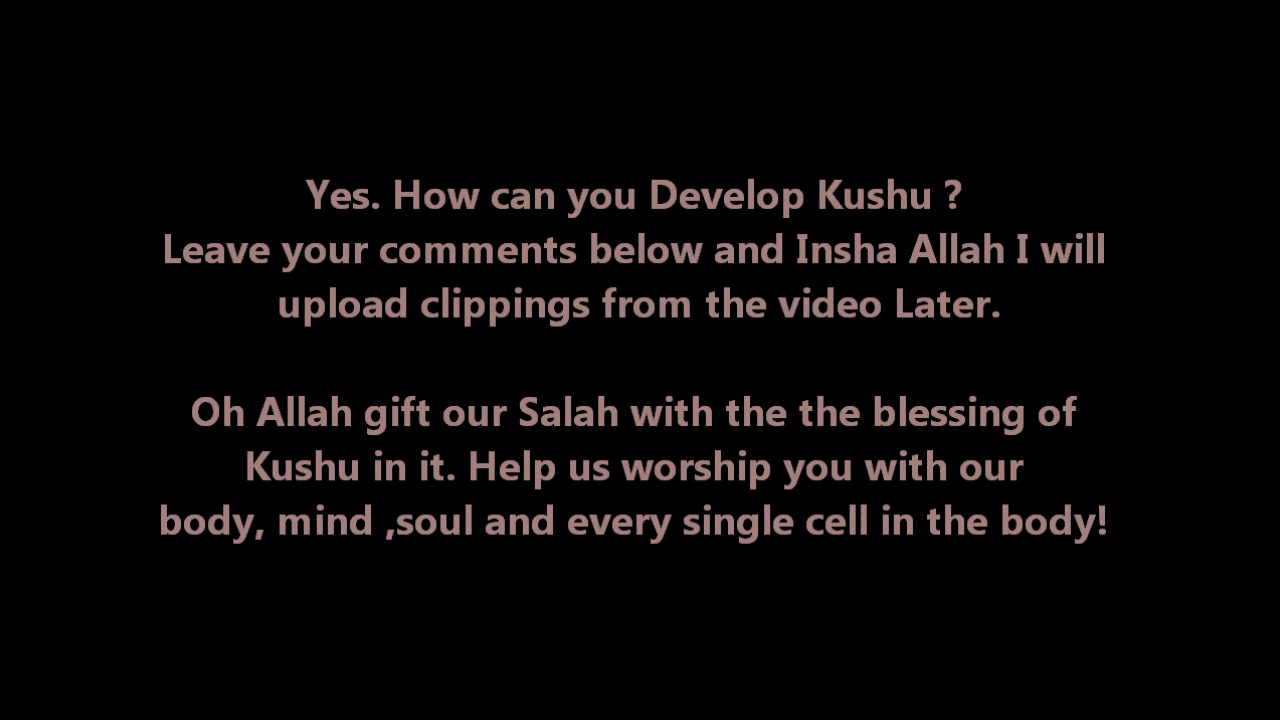 Yes. How can you Develop Kushu ?
Leave your comments below and Insha Allah I will
upload clippings from the video Later.
Oh Allah gift our Salah with the the blessing of
Kushu in it. Help us worship you with our
body, mind ,soul and every single cell in the body!